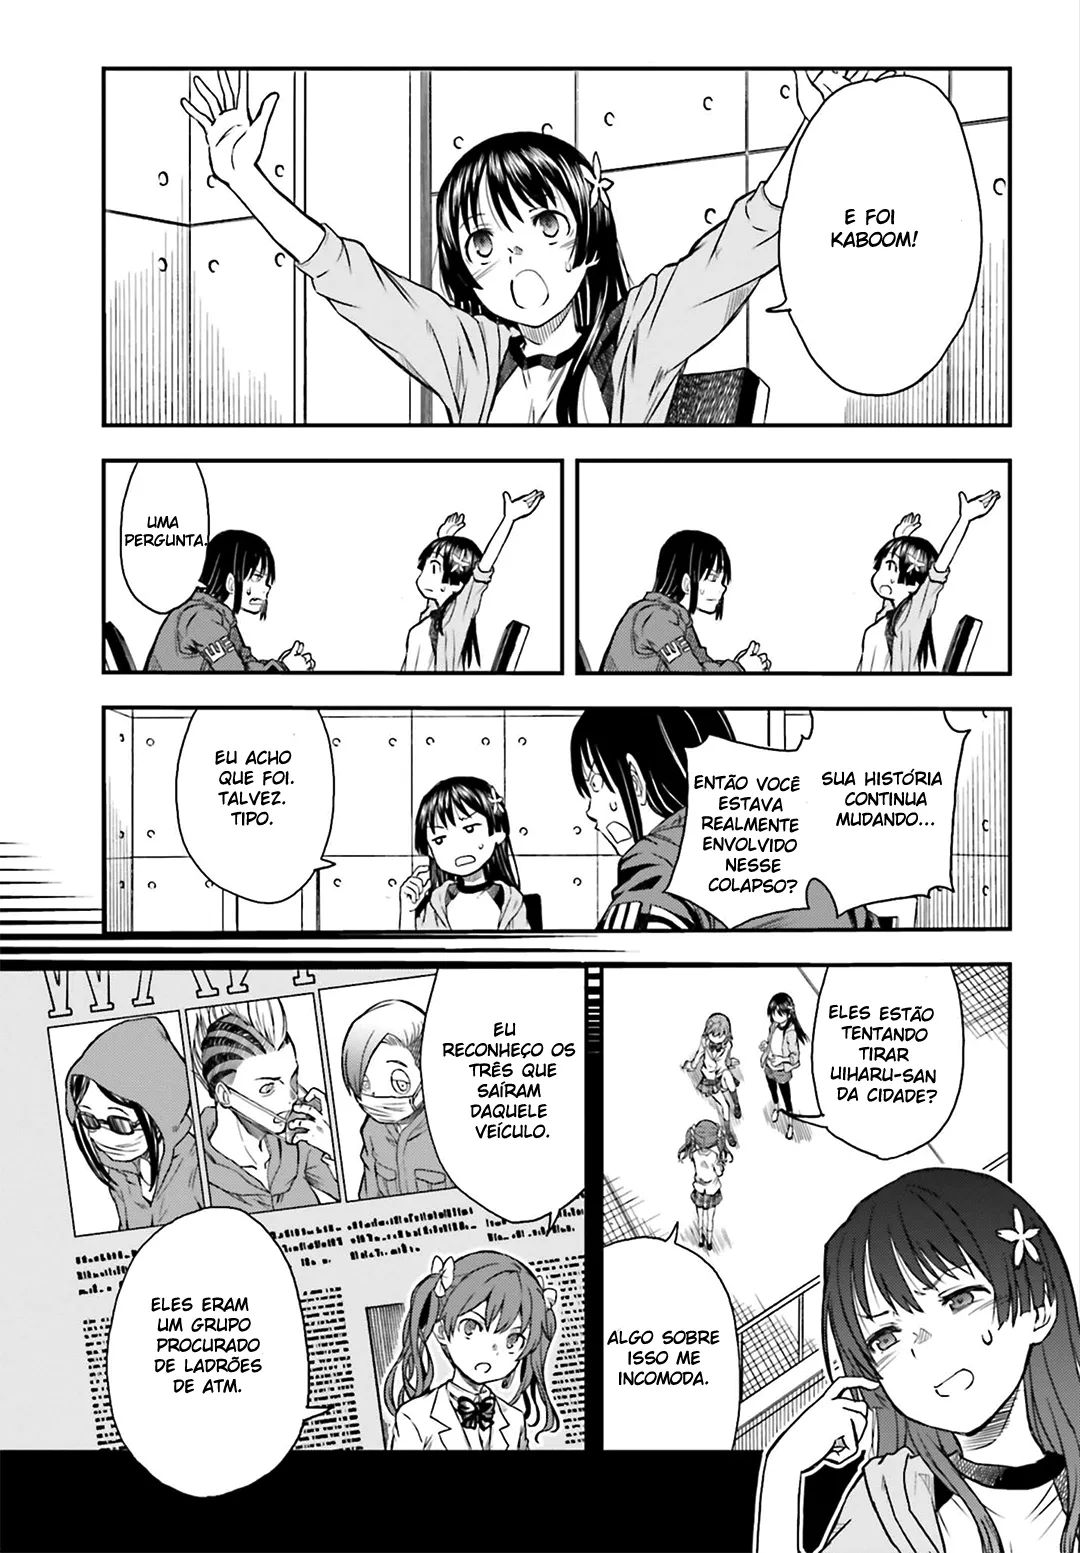 E FOI
KABOOM!
UMA
PERGUNTA.
SUA HISTÓRIA
CONTINUA
MUDANDO...
ENTÃO VOCÊ
ESTAVA
REALMENTE
ENVOLVIDO
NESSE
COLAPSO?
EU ACHO
QUE FOI.
TALVEZ.
TIPO.
ELES ESTÃO
TENTANDO
TIRAR
UIHARU-SAN
DA CIDADE?
ALGO SOBRE
ISSO ME
INCOMODA.
EU
RECONHEÇO OS
TRÊS QUE
SAÍRAM
DAQUELE
VEÍCULO.
ELES ERAM
UM GRUPO
PROCURADO
DE LADRÕES
DE ATM.